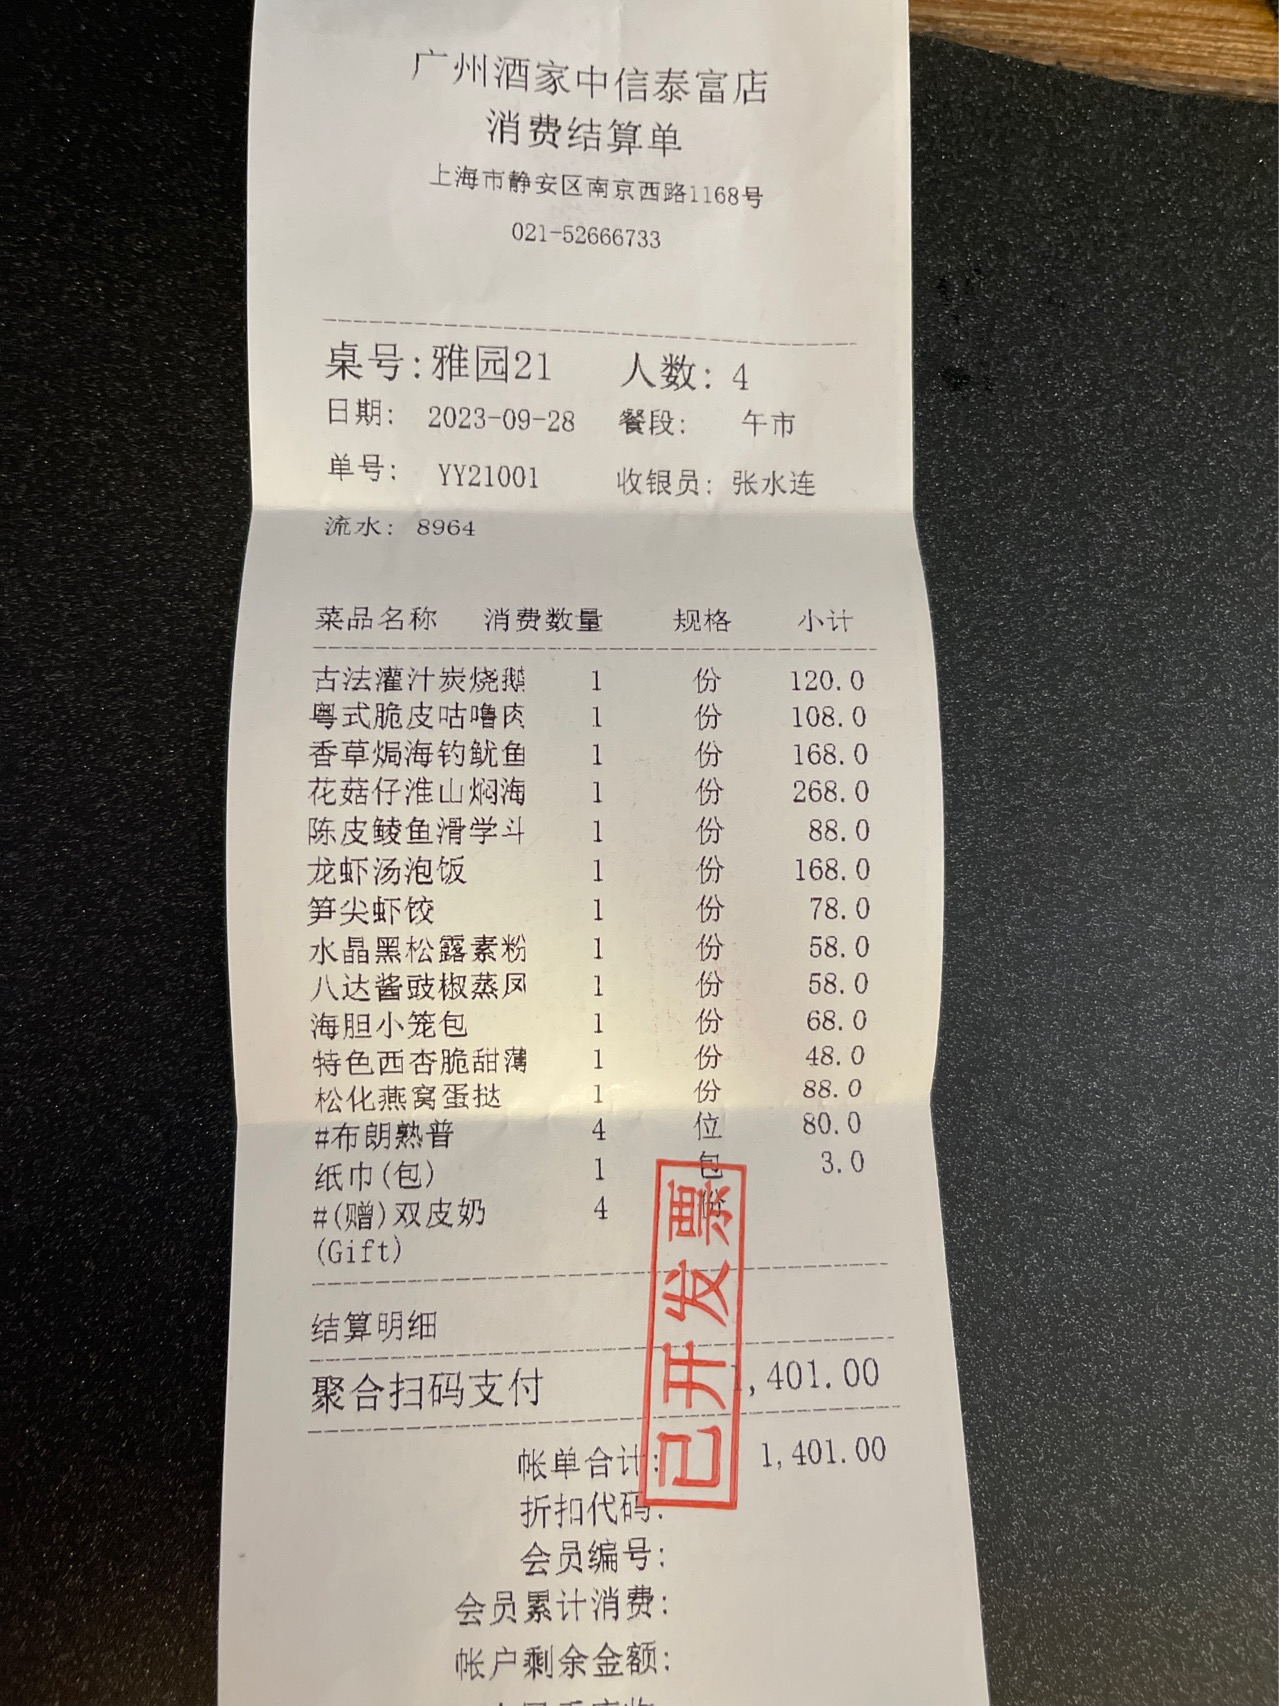 广州酒家中信泰富店
消费结算单
上海市静安区南京西路1168号
021-52666733
桌号:雅园21 人数: 4
日期: 2023-09-28 餐段: 午市
单号: YY21001 收银员: 张水连
流水: 8964
菜品名称 消费数量 规格 小计
古法灌汁炭烧鹅 1 份 120.0
粤式脆皮咕噜肉 1 份 108.0
香草焗海钓鱿鱼 1 份 168.0
花菇仔淮山焖海 1 份 268.0
陈皮鲮鱼滑学斗 1 份 88.0
龙虾汤泡饭 1 份 168.0
笋尖虾饺 1 份 78.0
水晶黑松露素粉 1 份 58.0
八达酱豉椒蒸凤 1 份 58.0
海胆小笼包 1 份 68.0
特色西杏脆甜薄 1 份 48.0
松化燕窝蛋挞 1 份 88.0
#布朗熟普 4 位 80.0
纸巾(包) 1 包 3.0
#(赠)双皮奶 4 份
(Gift)
已开发票
结算明细
聚合扫码支付 1,401.00
帐单合计: 1,401.00
折扣代码:
会员编号:
会员累计消费:
帐户剩余金额: